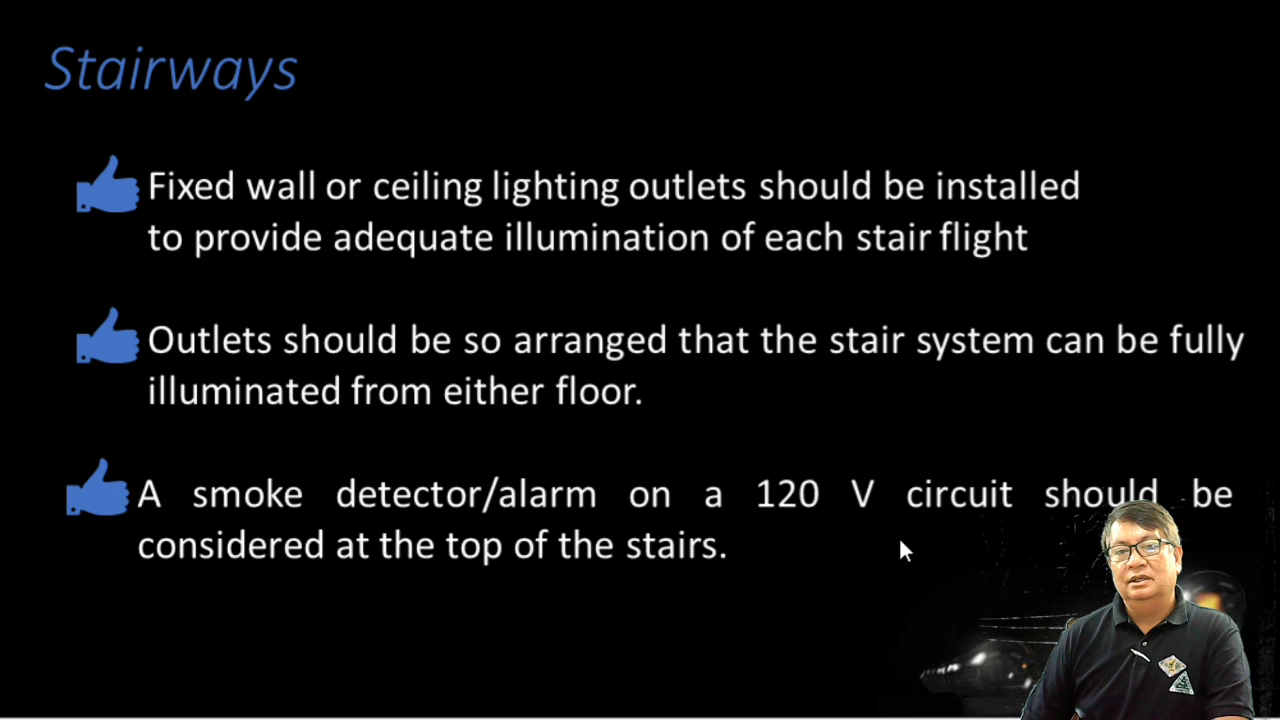 Stairways
Fixed wall or ceiling lighting outlets should be installed
to provide adequate illumination of each stair flight
Outlets should be so arranged that the stair system can be fully
illuminated from either floor.
A smoke detector/alarm on a 120 V circuit should be
considered at the top of the stairs.